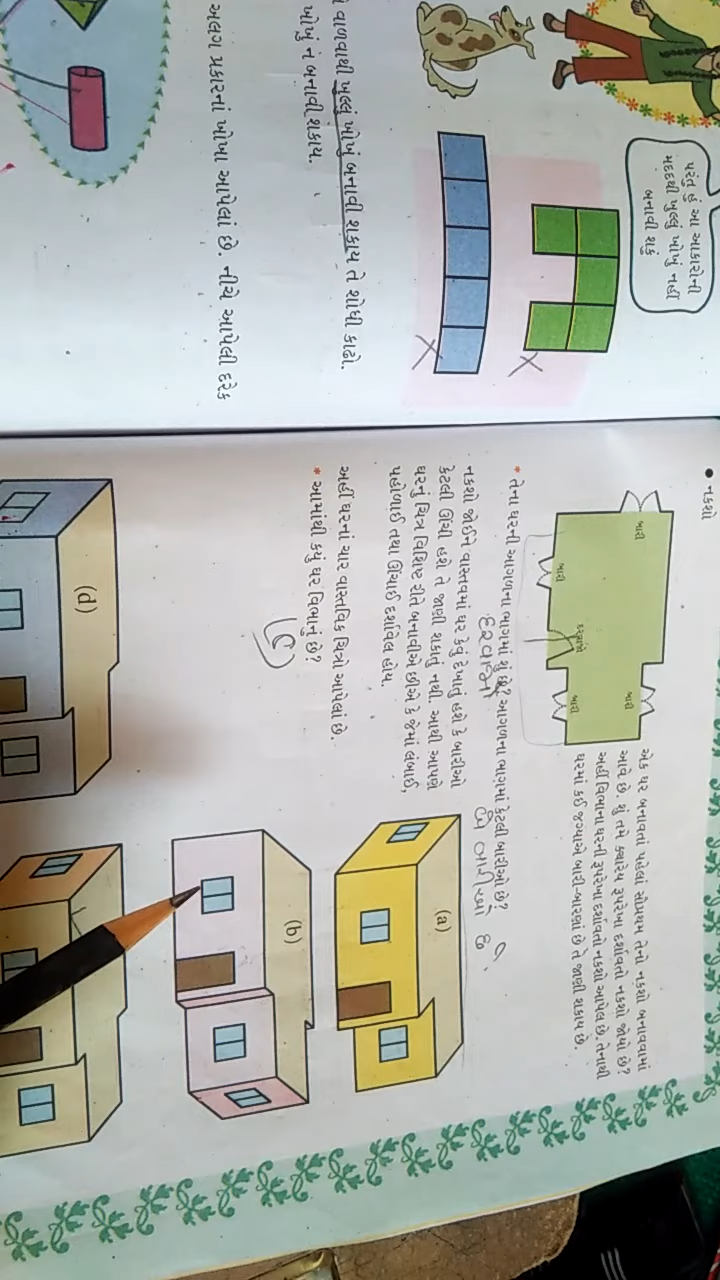 પરંતુ હું આ આકારોની
મદદથી ખુલ્લું ખોખું નહીં
બનાવી શકું
વાળવાથી ખુલ્લું ખોખું બનાવી શકાય તે શોધી કાઢો.
ખોખું ન બનાવી શકાય.
અલગ પ્રકારનાં ખોખા આપેલાં છે. નીચે આપેલી દરેક
● નકશો
એક ઘર બનાવતાં પહેલાં સૌપ્રથમ તેનો નકશો બનાવવામાં
આવે છે. શું તમે ક્યારેય રૂપરેખા દર્શાવતો નકશો જોયો છે?
અહીં વિભાના ઘરની રૂપરેખા દર્શાવતો નકશો આપેલ છે. તેનાથી
ઘરમાં કઈ જગ્યાએ બારી-બારણાં છે તે જાણી શકાય છે.
બારી
બારી
બારી
દરવાજો
બારી
* તેના ઘરની આગળના ભાગમાં શું છે? આગળના ભાગમાં કેટલી બારીઓ છે?
દરવાજો
બે બારીઓ છે
નકશો જોઈને વાસ્તવમાં ઘર કેવું દેખાતું હશે કે બારીઓ
કેટલી ઊંચી હશે તે જાણી શકાતું નથી. આથી આપણે
ઘરનું ચિત્ર વિશિષ્ટ રીતે બનાવીએ છીએ કે જેમાં લંબાઈ,
પહોળાઈ તથા ઊંચાઈ દર્શાવેલ હોય.
અહીં ઘરનાં ચાર વાસ્તવિક ચિત્રો આપેલાં છે.
* આમાંથી કયું ઘર વિભાનું છે?
(c)
(a)
(b)
(d)